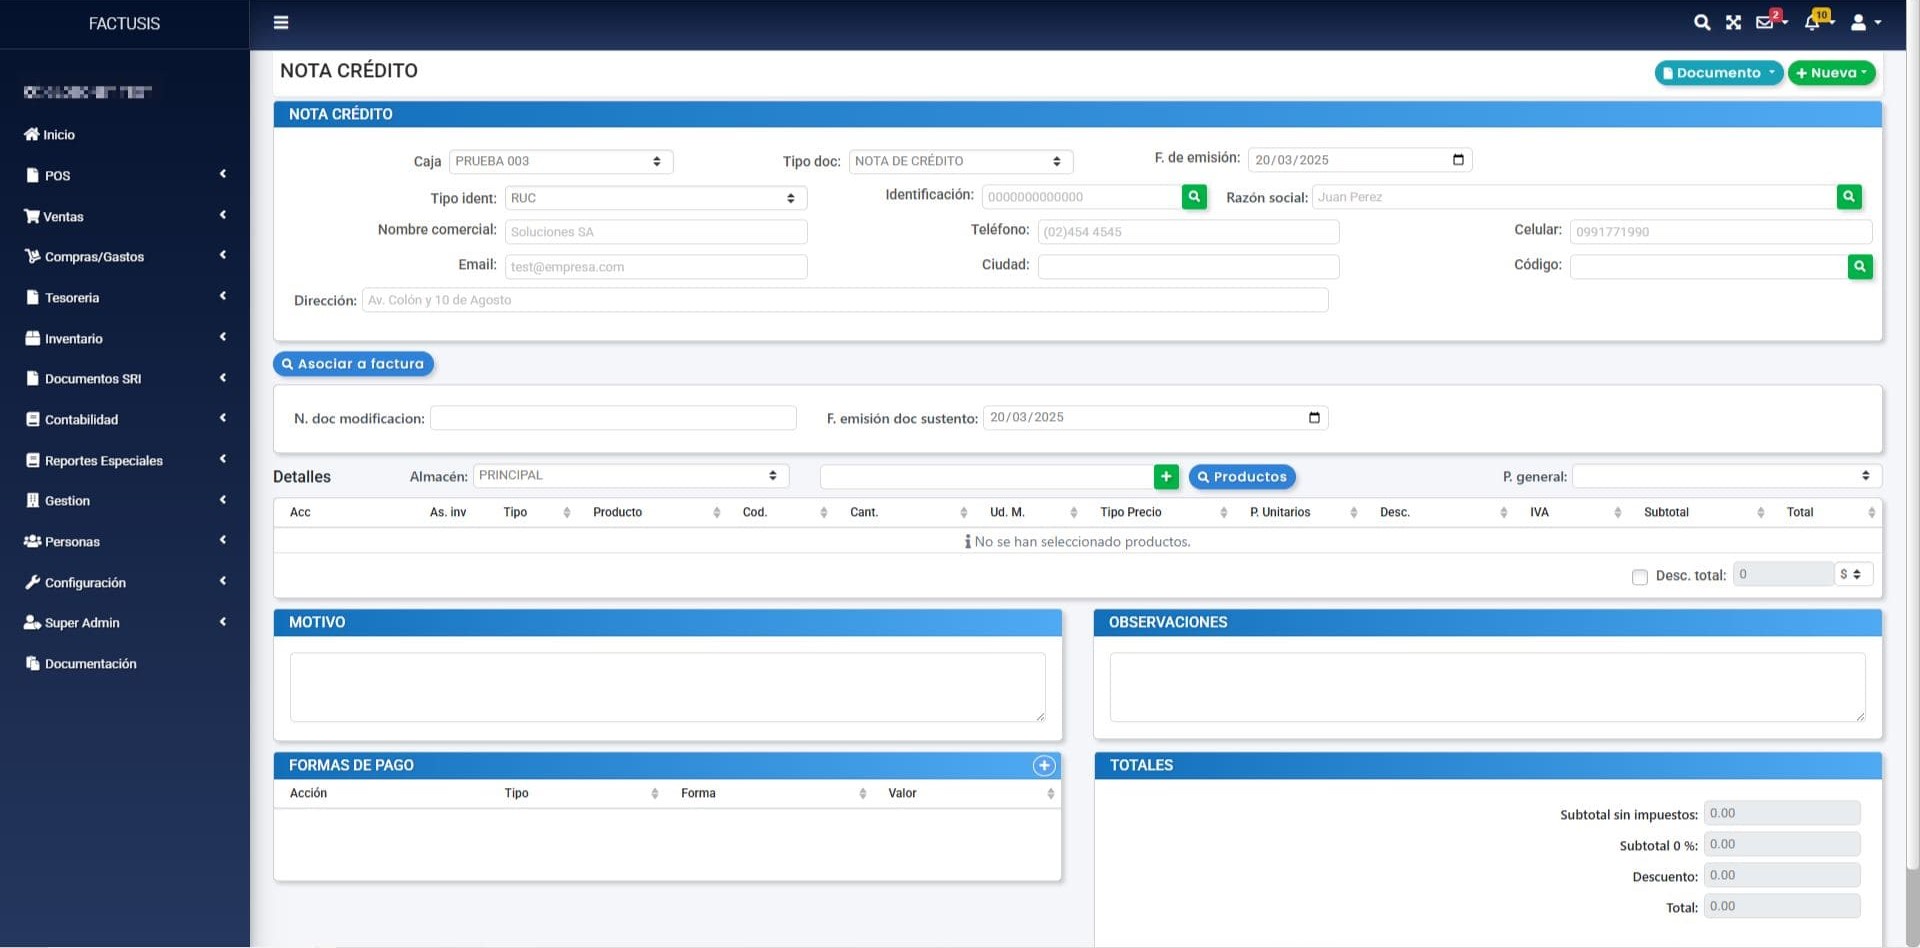 FACTUSIS
2
10
Inicio
POS
Ventas
Compras/Gastos
Tesoreria
Inventario
Documentos SRI
Contabilidad
Reportes Especiales
Gestion
Personas
Configuración
Super Admin
Documentación
NOTA CRÉDITO
Documento
Nueva
NOTA CRÉDITO
Caja PRUEBA 003 Tipo doc: NOTA DE CRÉDITO F. de emisión: 20/03/2025
Tipo ident: RUC Identificación: 0000000000000 Razón social: Juan Perez
Nombre comercial: Soluciones SA Teléfono: (02)454 4545 Celular: 0991771990
Email: test@empresa.com Ciudad: Código:
Dirección: Av. Colón y 10 de Agosto
Asociar a factura
N. doc modificacion: F. emisión doc sustento: 20/03/2025
Detalles Almacén: PRINCIPAL + Productos P. general:
Acc As. inv Tipo Producto Cod. Cant. Ud. M. Tipo Precio P. Unitarios Desc. IVA Subtotal Total
No se han seleccionado productos.
Desc. total: 0 $
MOTIVO
OBSERVACIONES
FORMAS DE PAGO
Acción Tipo Forma Valor
TOTALES
Subtotal sin impuestos: 0.00
Subtotal 0 %: 0.00
Descuento: 0.00
Total: 0.00